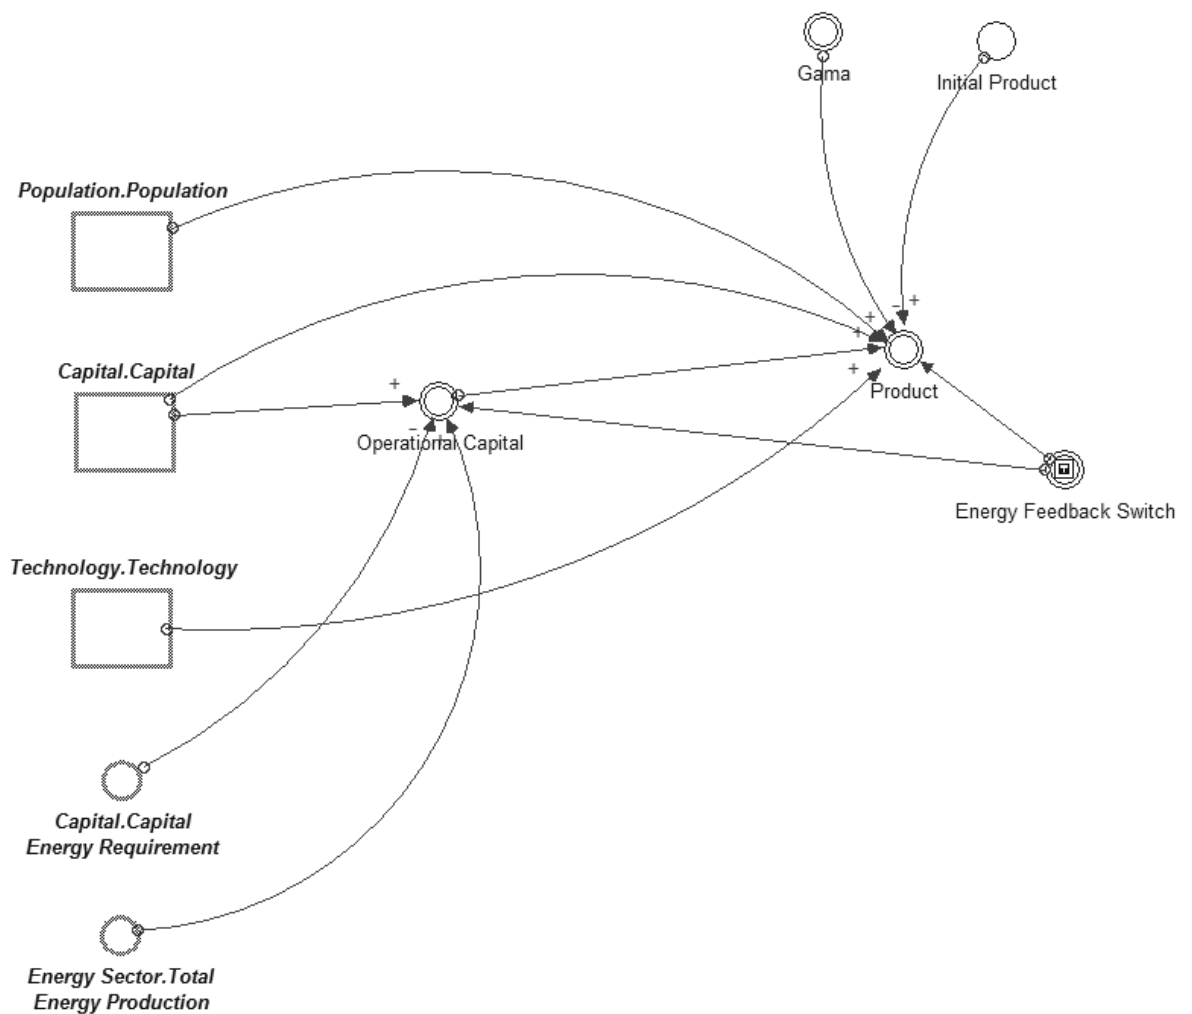 Gama
Initial Product
Population.Population
+
-
+
+
Capital.Capital
+
+
Product
-
+
Operational Capital
T
Energy Feedback Switch
Technology.Technology
Capital.Capital
Energy Requirement
Energy Sector.Total
Energy Production